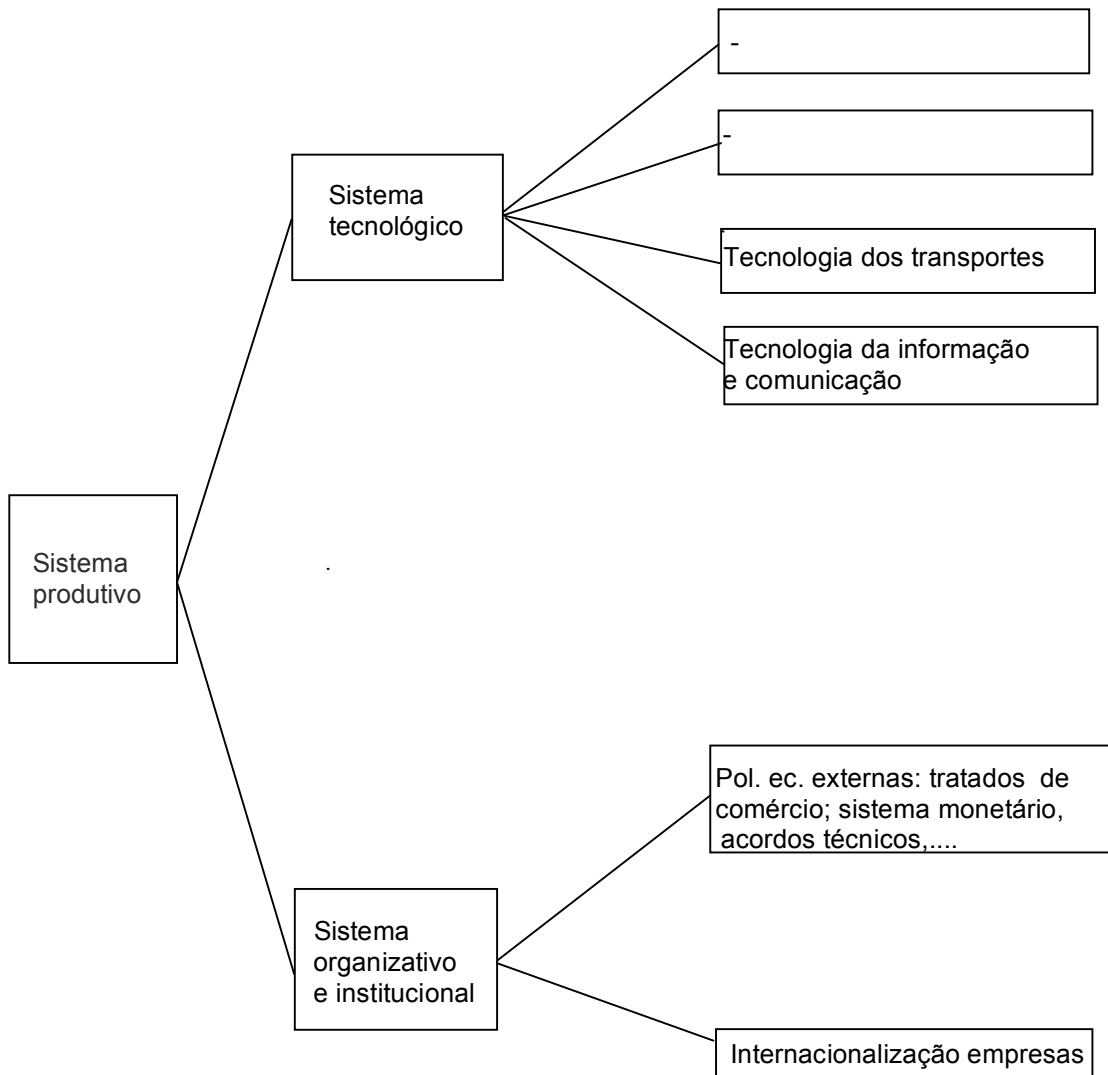 -
-
Sistema
tecnológico
-
Tecnologia dos transportes
Tecnologia da informação
e comunicação
Sistema
produtivo
.
Pol. ec. externas: tratados de
comércio; sistema monetário,
acordos técnicos,....
Sistema
organizativo
e institucional
Internacionalização empresas